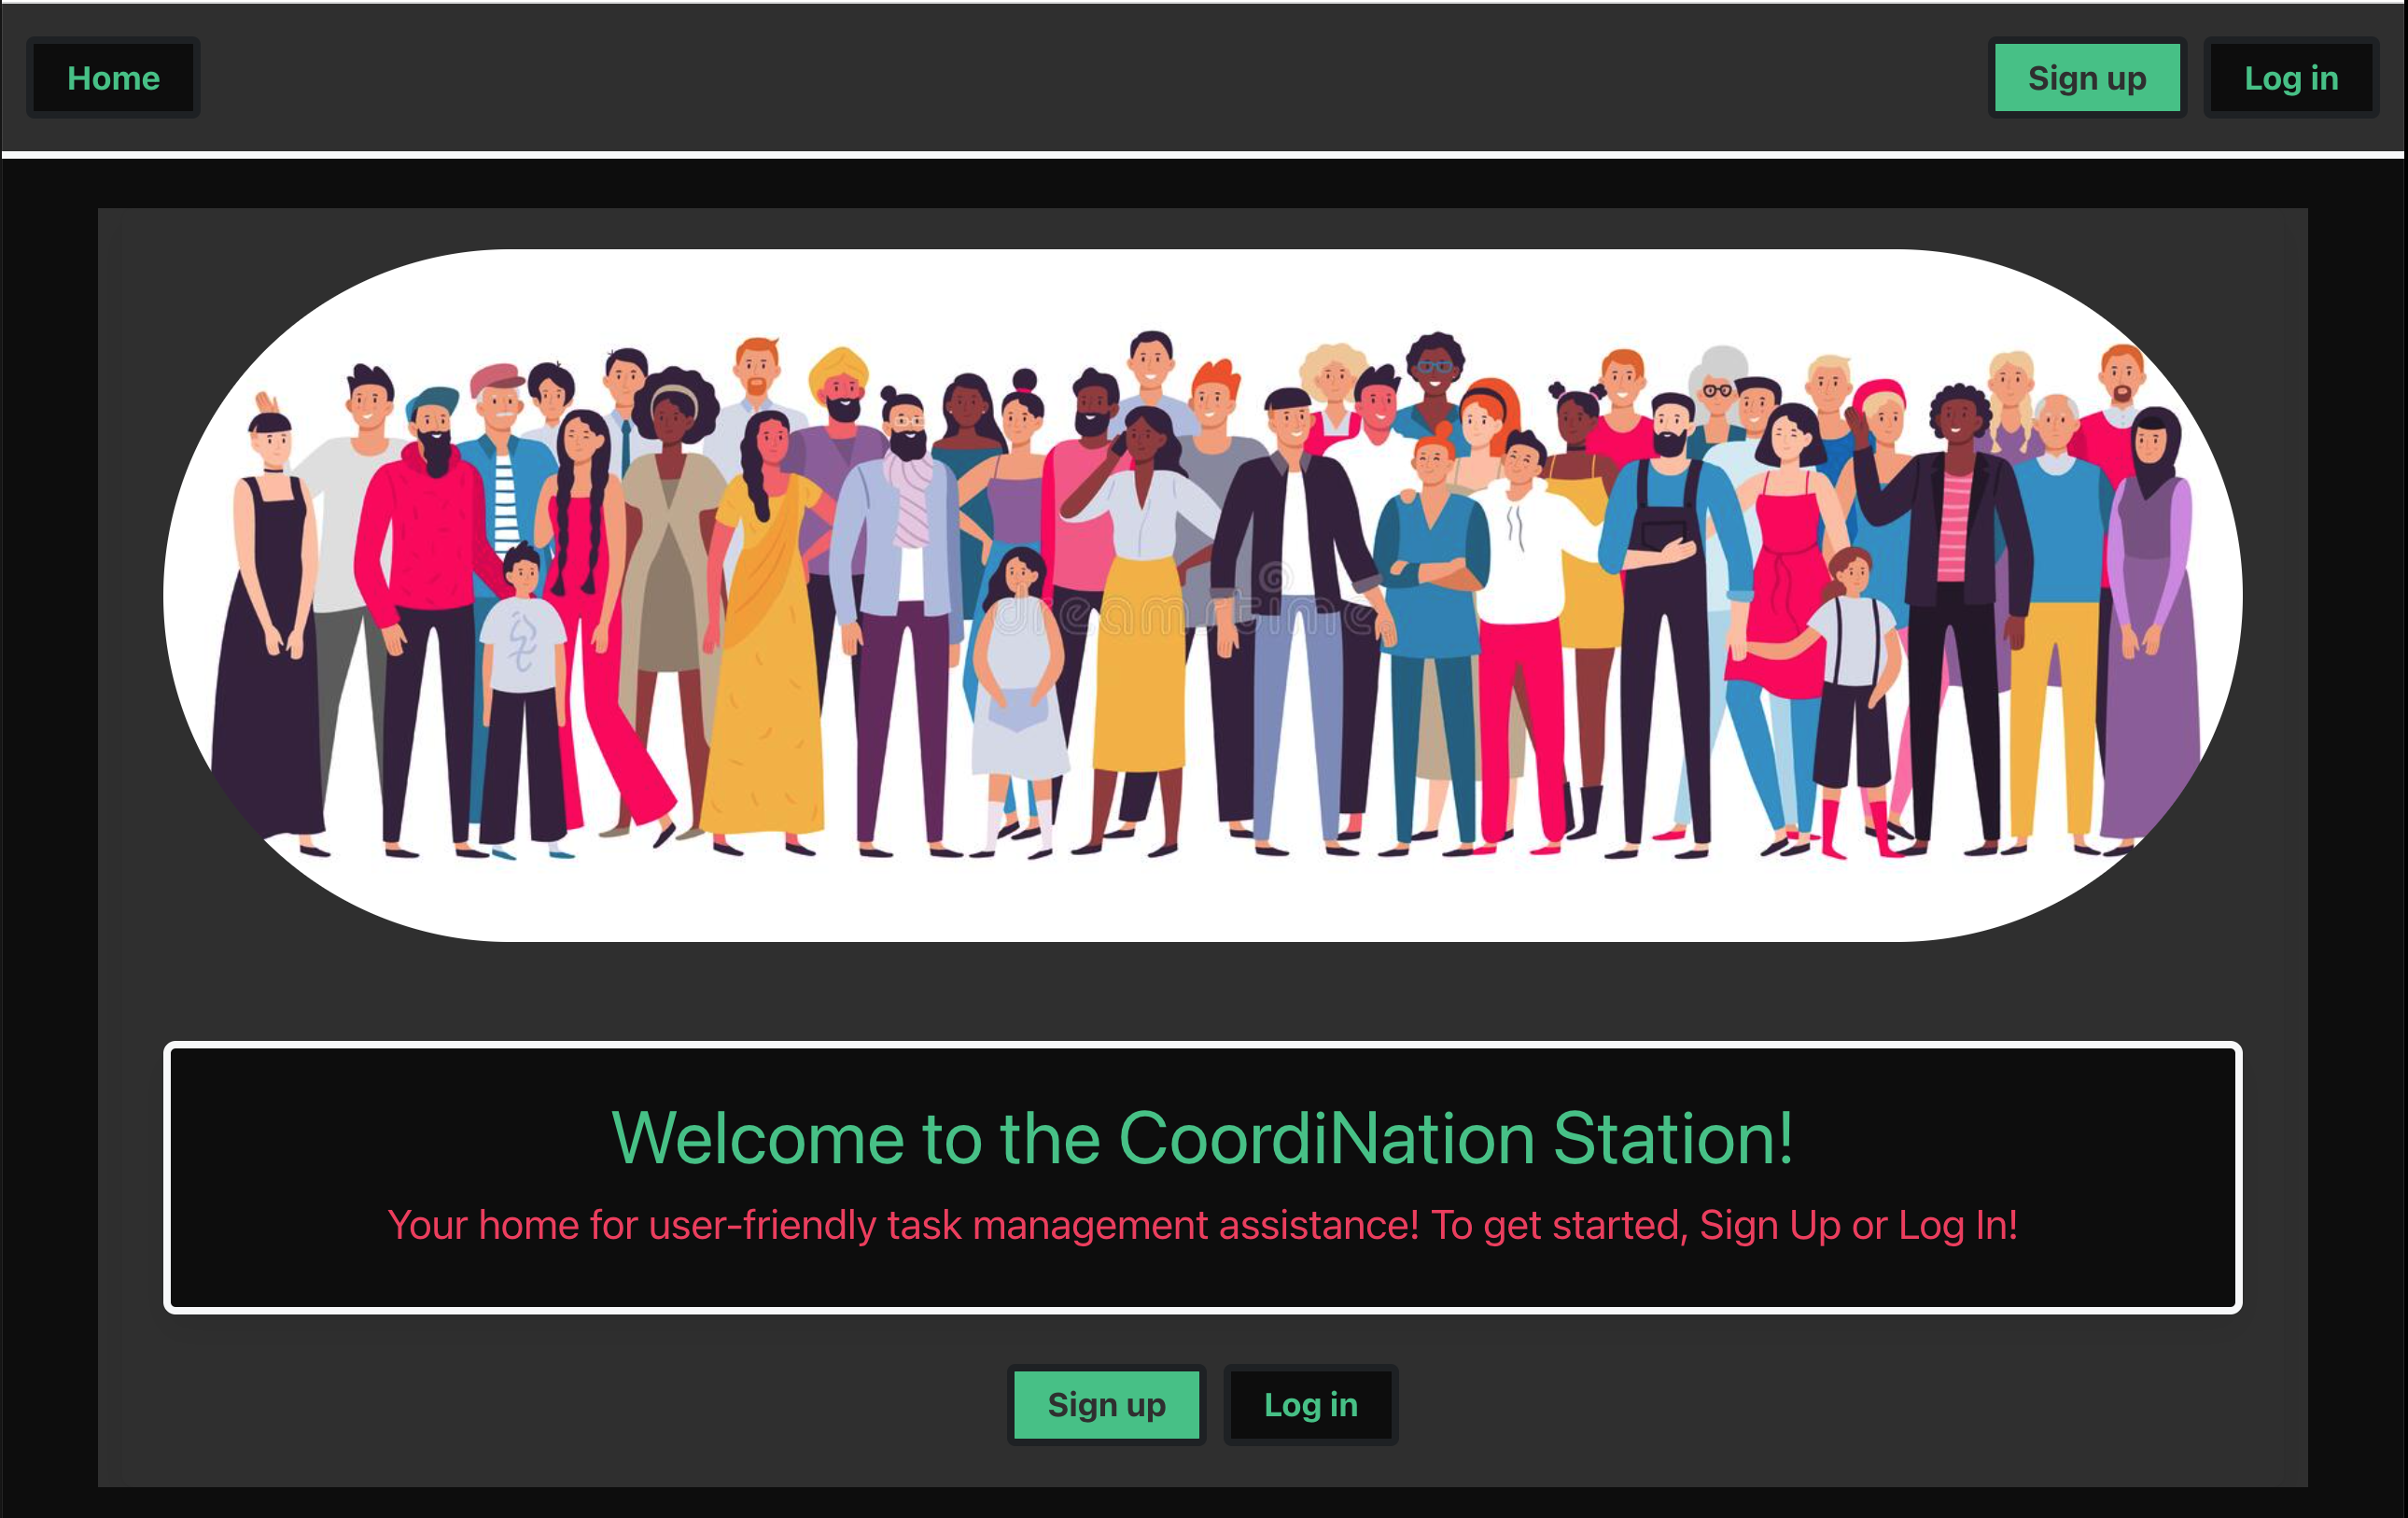 Home
Sign up
Log in
dreamstime
Welcome to the CoordiNation Station!
Your home for user-friendly task management assistance! To get started, Sign Up or Log In!
Sign up
Log in